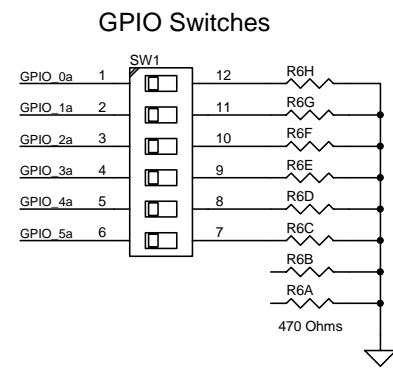 GPIO Switches
SW1
GPIO_0a 1 12 R6H
GPIO_1a 2 11 R6G
GPIO_2a 3 10 R6F
GPIO_3a 4 9 R6E
GPIO_4a 5 8 R6D
GPIO_5a 6 7 R6C
R6B
R6A
470 Ohms